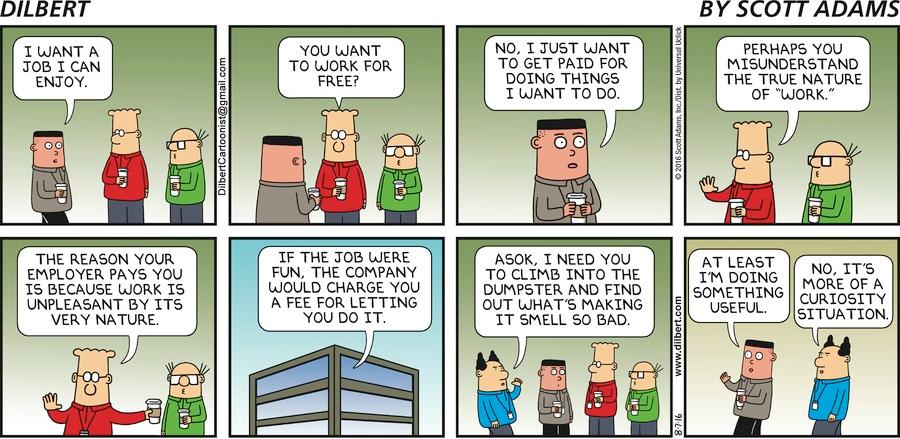 DILBERT
BY SCOTT ADAMS
I WANT A
JOB I CAN
ENJOY.
DilbertCartoonist@gmail.com
YOU WANT
TO WORK FOR
FREE?
NO, I JUST WANT
TO GET PAID FOR
DOING THINGS
I WANT TO DO.
© 2016 Scott Adams, Inc./Dist. by Universal Uclick
PERHAPS YOU
MISUNDERSTAND
THE TRUE NATURE
OF "WORK."
THE REASON YOUR
EMPLOYER PAYS YOU
IS BECAUSE WORK IS
UNPLEASANT BY ITS
VERY NATURE.
IF THE JOB WERE
FUN, THE COMPANY
WOULD CHARGE YOU
A FEE FOR LETTING
YOU DO IT.
ASOK, I NEED YOU
TO CLIMB INTO THE
DUMPSTER AND FIND
OUT WHAT'S MAKING
IT SMELL SO BAD.
8-7-16
www.dilbert.com
AT LEAST
I'M DOING
SOMETHING
USEFUL.
NO, IT'S
MORE OF A
CURIOSITY
SITUATION.